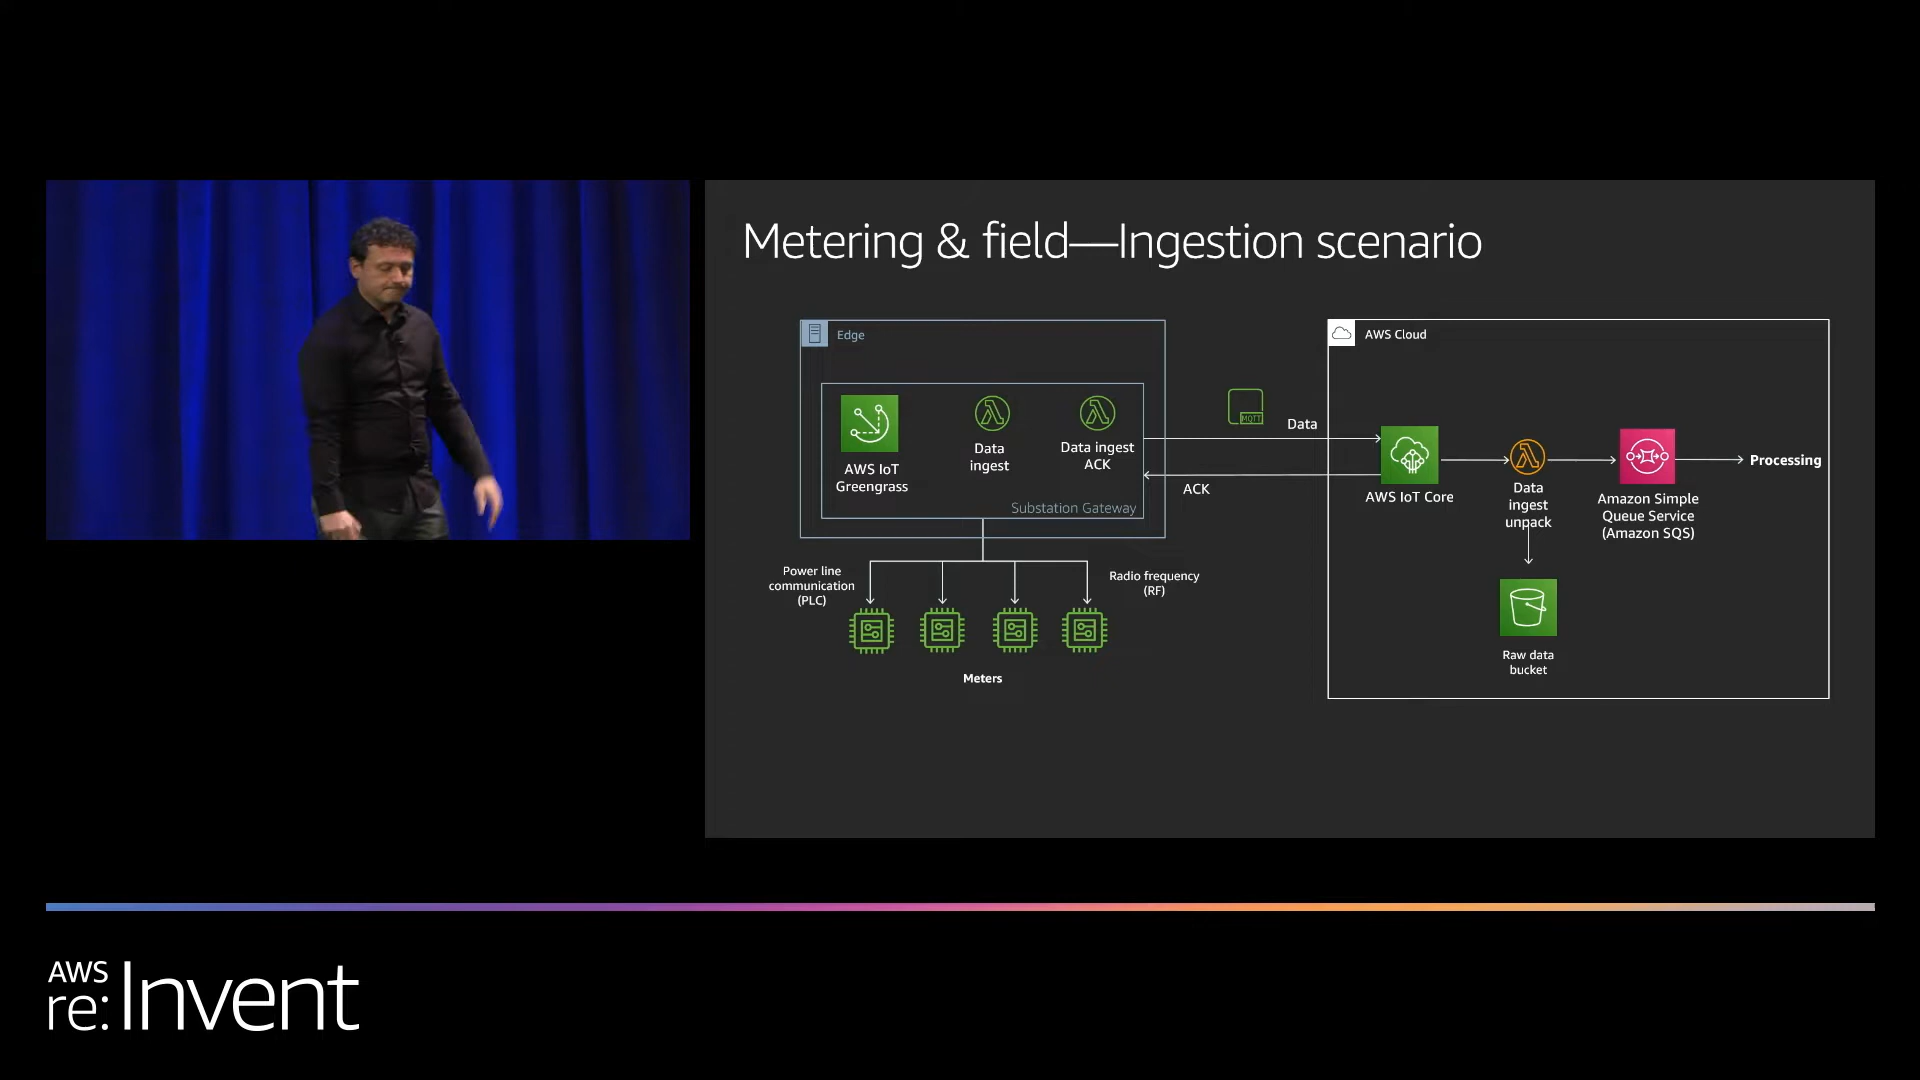 Metering & field—Ingestion scenario
Edge
AWS IoT
Greengrass
Data
ingest
Data ingest
ACK
Substation Gateway
Power line
communication
(PLC)
Radio frequency
(RF)
Meters
MQTT
Data
ACK
AWS Cloud
AWS IoT Core
Data
ingest
unpack
Amazon Simple
Queue Service
(Amazon SQS)
Processing
Raw data
bucket
AWS
re:Invent